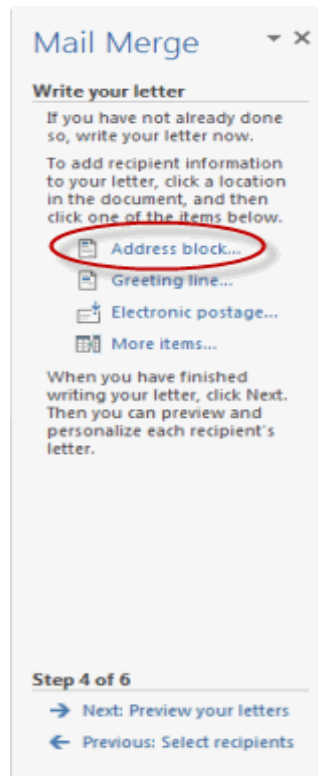 Mail Merge
Write your letter
If you have not already done
so, write your letter now.
To add recipient information
to your letter, click a location
in the document, and then
click one of the items below.
Address block...
Greeting line...
Electronic postage...
More items...
When you have finished
writing your letter, click Next.
Then you can preview and
personalize each recipient's
letter.
Step 4 of 6
Next: Preview your letters
Previous: Select recipients